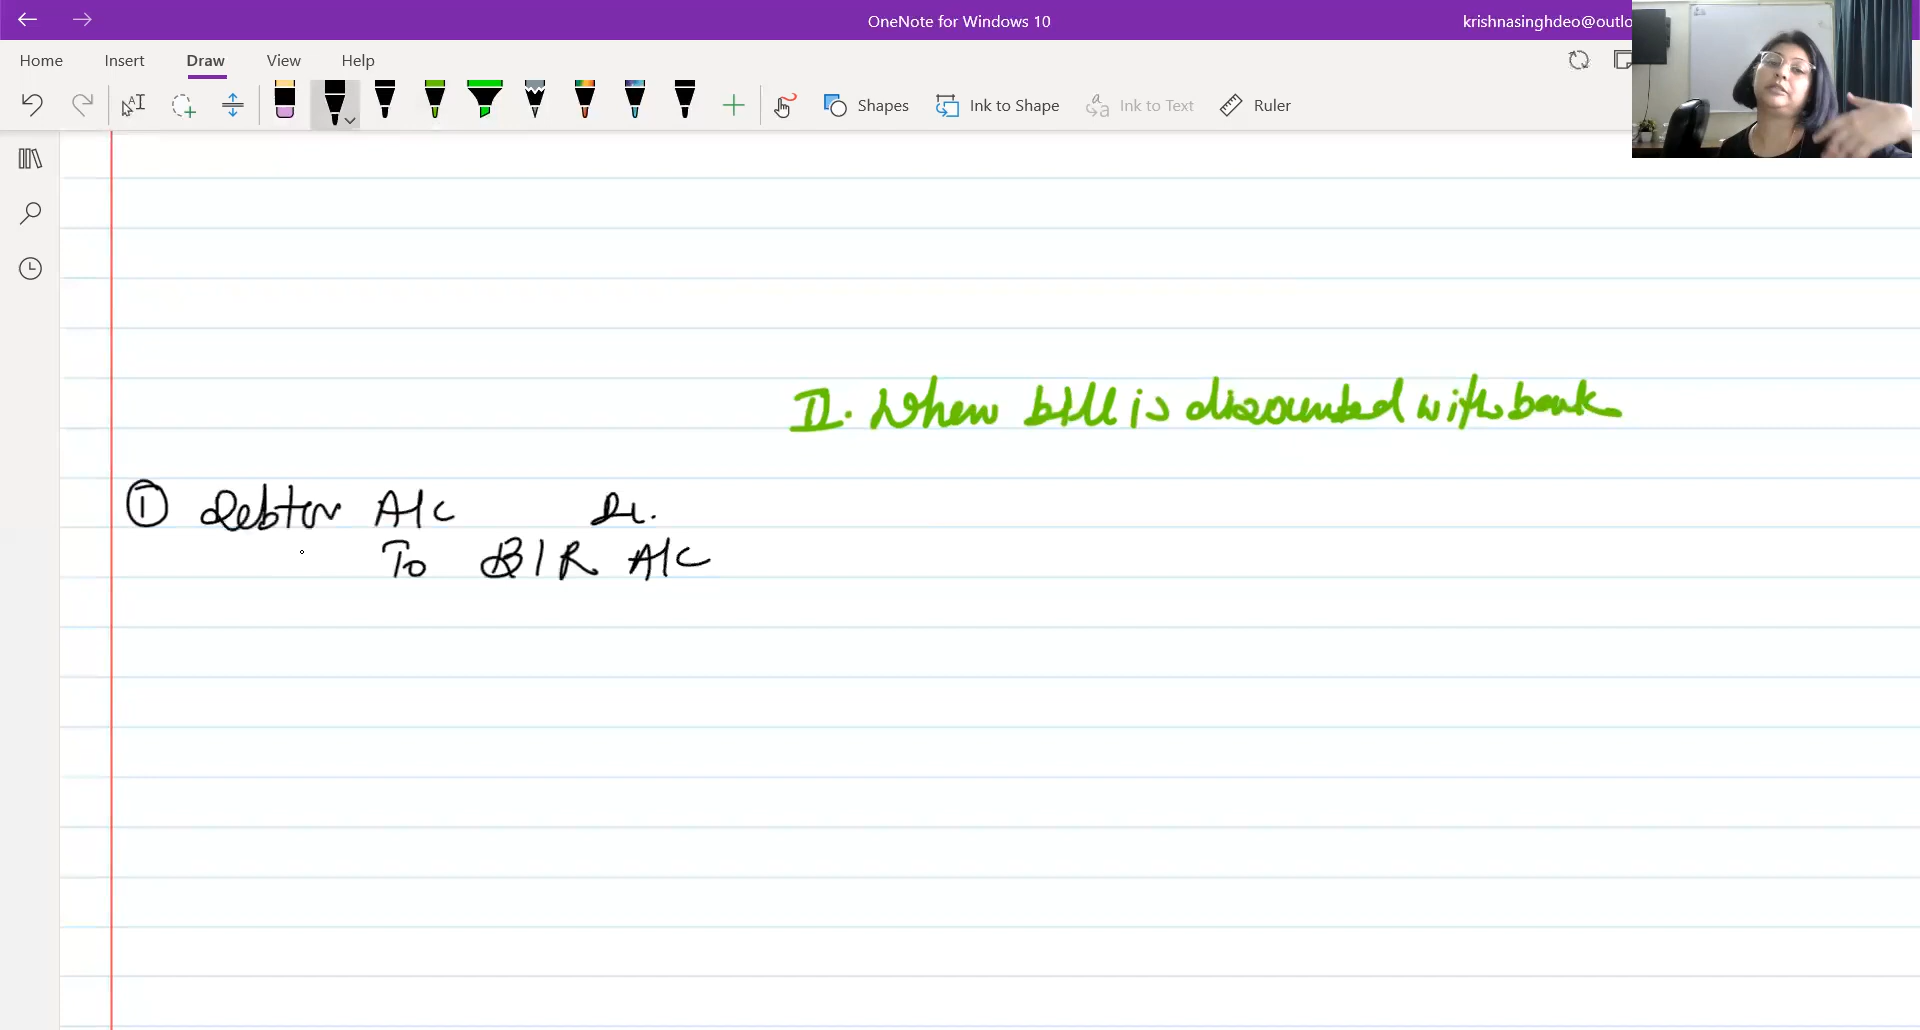 OneNote for Windows 10
krishnasinghdeo@outlo
Home Insert Draw View Help
Shapes Ink to Shape Ink to Text Ruler
II. When bill is discounted with bank
① Debtor A/c Dr.
To B/R A/c